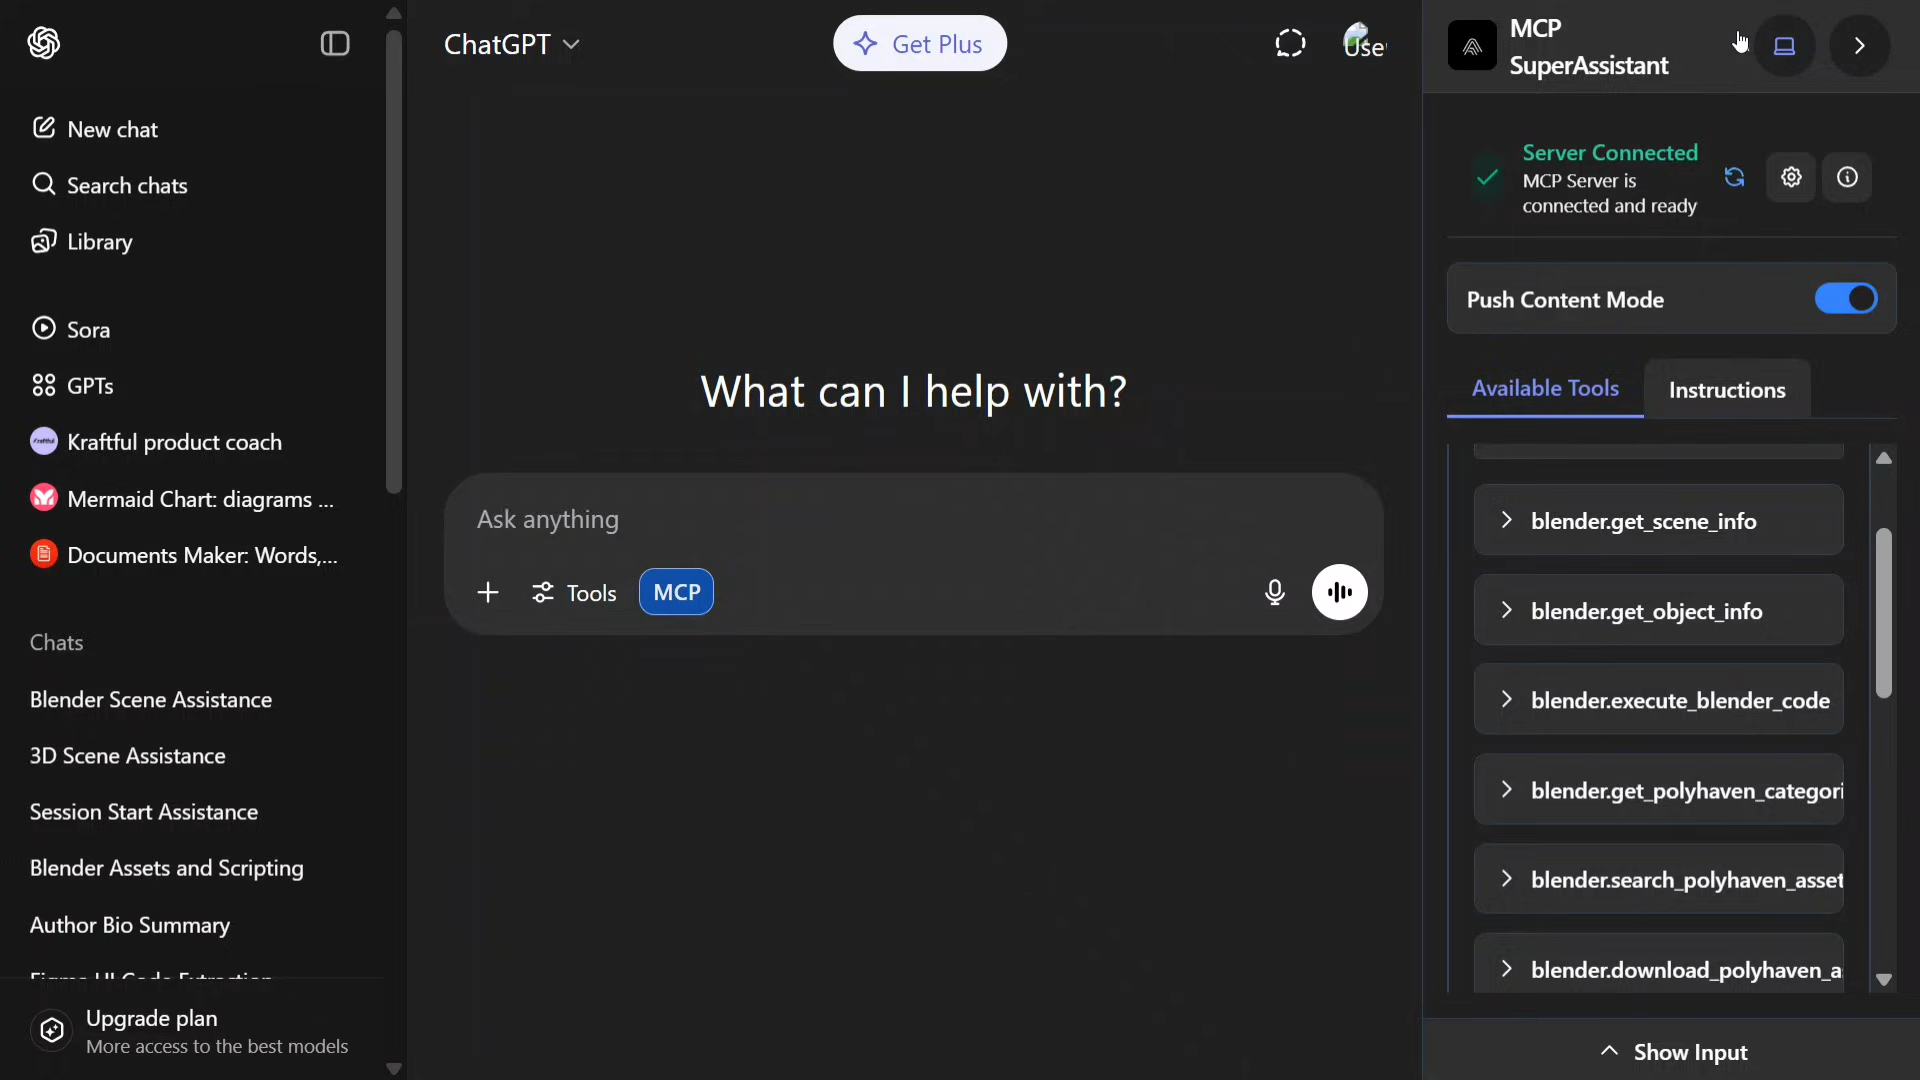 New chat
Search chats
Library
Sora
GPTs
Kraftful product coach
Mermaid Chart: diagrams ...
Documents Maker: Words,...
Chats
Blender Scene Assistance
3D Scene Assistance
Session Start Assistance
Blender Assets and Scripting
Author Bio Summary
Upgrade plan
More access to the best models
ChatGPT
Get Plus
Use
What can I help with?
Ask anything
Tools
MCP
MCP
SuperAssistant
Server Connected
MCP Server is
connected and ready
Push Content Mode
Available Tools
Instructions
blender.get_scene_info
blender.get_object_info
blender.execute_blender_code
blender.get_polyhaven_categori
blender.search_polyhaven_asset
blender.download_polyhaven_a
Show Input